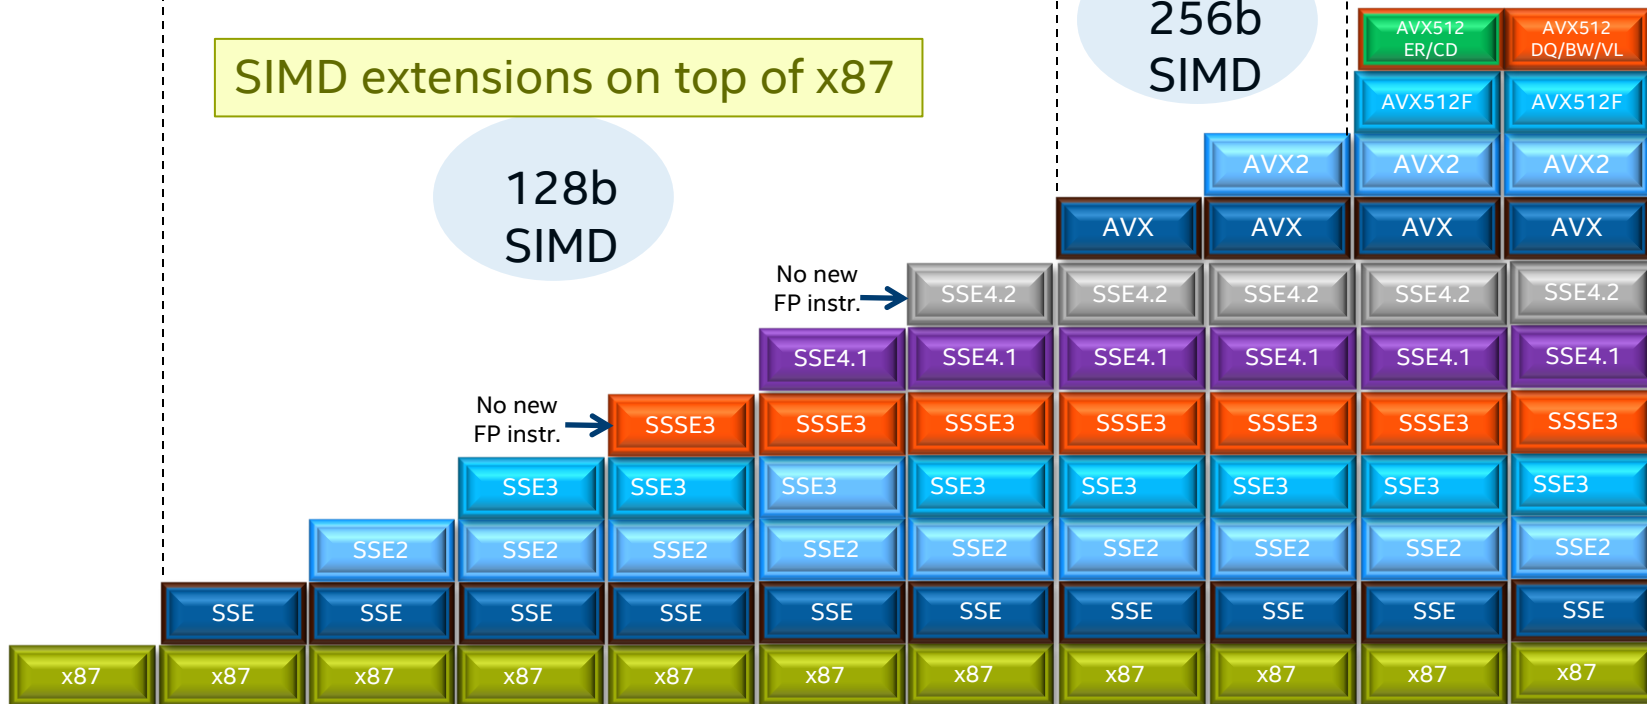 256b
SIMD
SIMD extensions on top of x87
128b
SIMD
AVX512
ER/CD
AVX512
DQ/BW/VL
AVX512F AVX512F
AVX2 AVX2 AVX2
AVX AVX AVX AVX
No new
FP instr.
SSE4.2 SSE4.2 SSE4.2 SSE4.2 SSE4.2
SSE4.1 SSE4.1 SSE4.1 SSE4.1 SSE4.1 SSE4.1
No new
FP instr.
SSSE3 SSSE3 SSSE3 SSSE3 SSSE3 SSSE3 SSSE3
SSE3 SSE3 SSE3 SSE3 SSE3 SSE3 SSE3 SSE3
SSE2 SSE2 SSE2 SSE2 SSE2 SSE2 SSE2 SSE2 SSE2
SSE SSE SSE SSE SSE SSE SSE SSE SSE SSE
x87 x87 x87 x87 x87 x87 x87 x87 x87 x87 x87